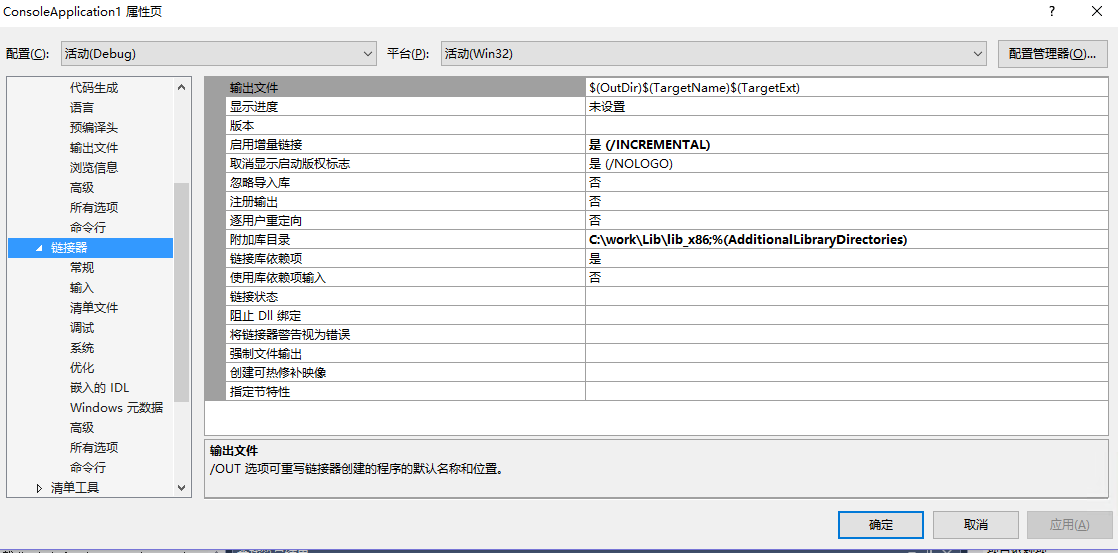 ConsoleApplication1 属性页
配置(C): 活动(Debug) 平台(P): 活动(Win32) 配置管理器(O)...
代码生成
语言
预编译头
输出文件
浏览信息
高级
所有选项
命令行
链接器
常规
输入
清单文件
调试
系统
优化
嵌入的 IDL
Windows 元数据
高级
所有选项
命令行
清单工具
输出文件 $(OutDir)$(TargetName)$(TargetExt)
显示进度 未设置
版本
启用增量链接 是 (/INCREMENTAL)
取消显示启动版权标志 是 (/NOLOGO)
忽略导入库 否
注册输出 否
逐用户重定向 否
附加库目录 C:\work\Lib\lib_x86;%(AdditionalLibraryDirectories)
链接库依赖项 是
使用库依赖项输入 否
链接状态
阻止 Dll 绑定
将链接器警告视为错误
强制文件输出
创建可热修补映像
指定节特性
输出文件
/OUT 选项可重写链接器创建的程序的默认名称和位置。
确定 取消 应用(A)